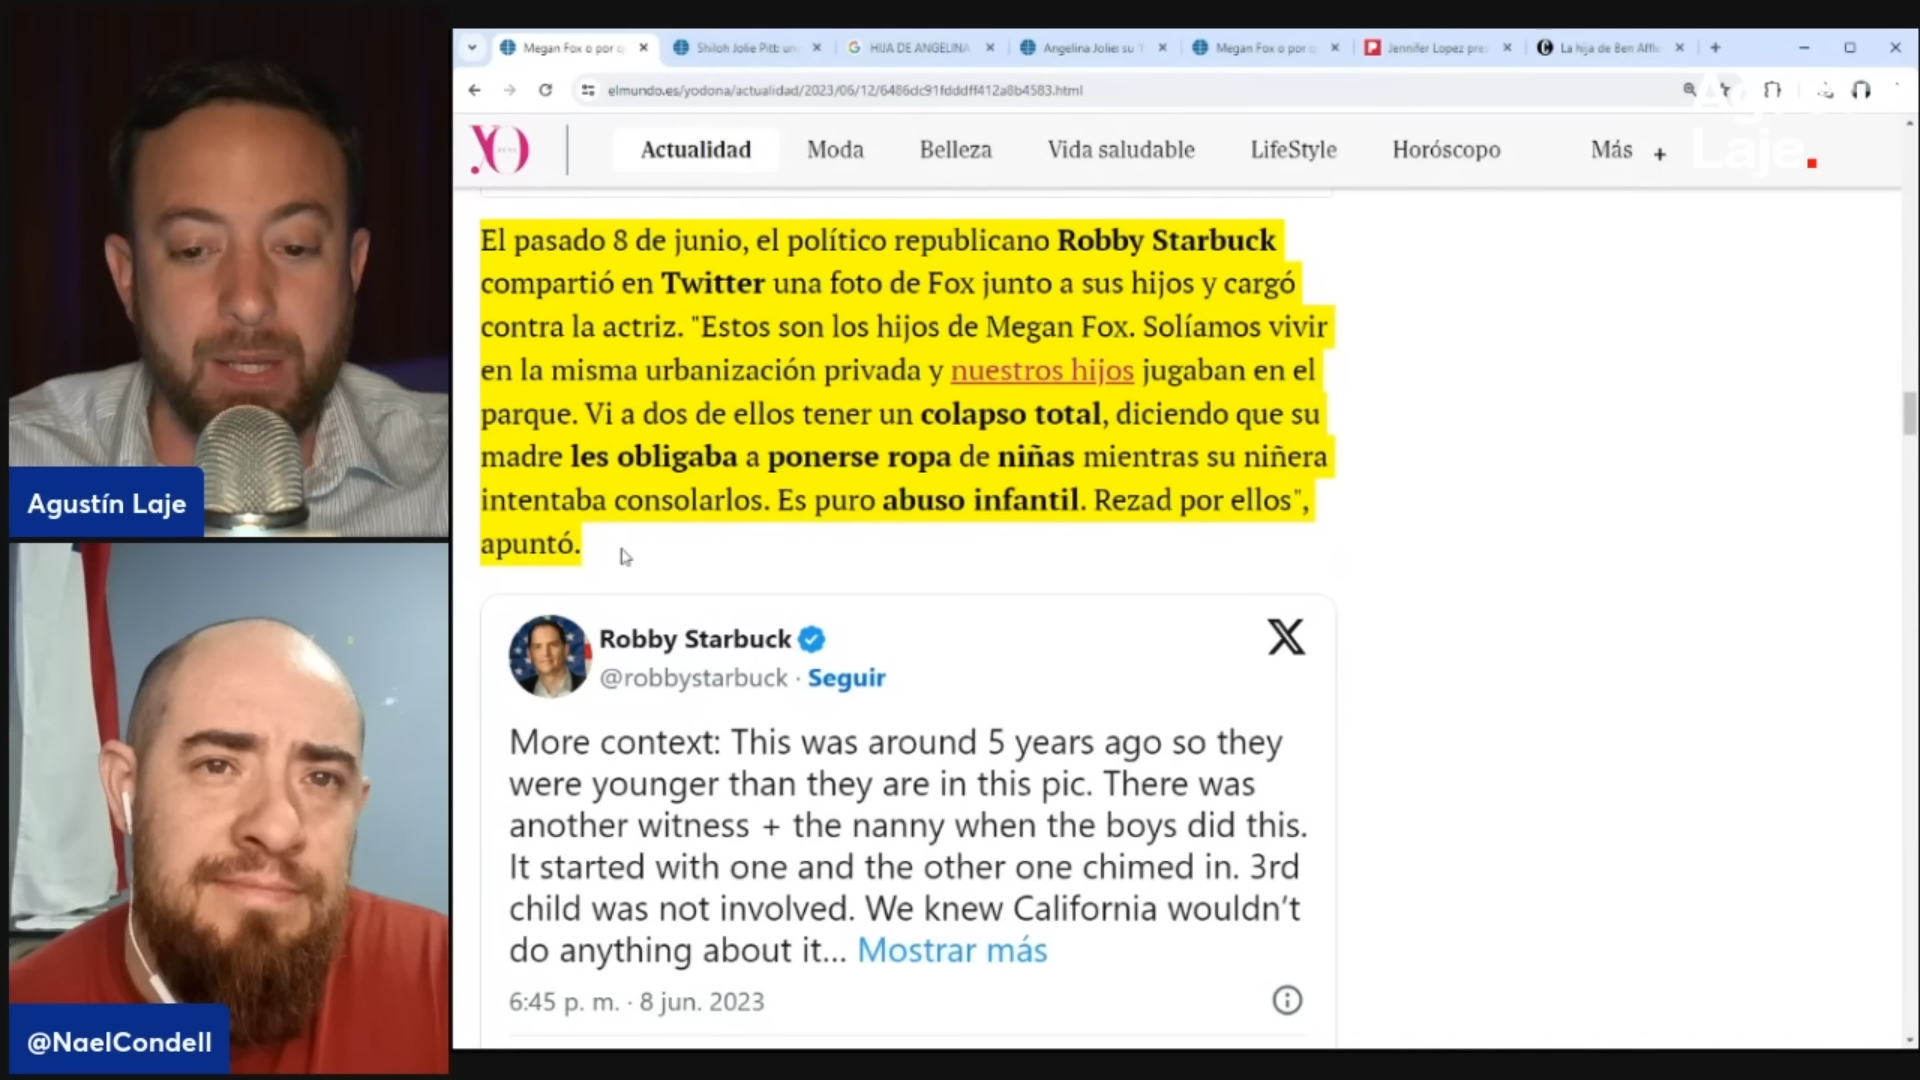 Megan Fox o por q
Shiloh Jolie Pitt: un
HIJA DE ANGELINA
Angelina Jolie: su
Megan Fox o por q
Jennifer Lopez pre
La hija de Ben Affle
elmundo.es/yodona/actualidad/2023/06/12/6486dc91fdddff412a8b4583.html
YO
Actualidad
Moda
Belleza
Vida saludable
LifeStyle
Horóscopo
Más +
Laje.
El pasado 8 de junio, el político republicano Robby Starbuck
compartió en Twitter una foto de Fox junto a sus hijos y cargó
contra la actriz. "Estos son los hijos de Megan Fox. Solíamos vivir
en la misma urbanización privada y nuestros hijos jugaban en el
parque. Vi a dos de ellos tener un colapso total, diciendo que su
madre les obligaba a ponerse ropa de niñas mientras su niñera
intentaba consolarlos. Es puro abuso infantil. Rezad por ellos",
apuntó.
Robby Starbuck
@robbystarbuck · Seguir
More context: This was around 5 years ago so they
were younger than they are in this pic. There was
another witness + the nanny when the boys did this.
It started with one and the other one chimed in. 3rd
child was not involved. We knew California wouldn't
do anything about it... Mostrar más
6:45 p. m. · 8 jun. 2023
Agustín Laje
@NaelCondell